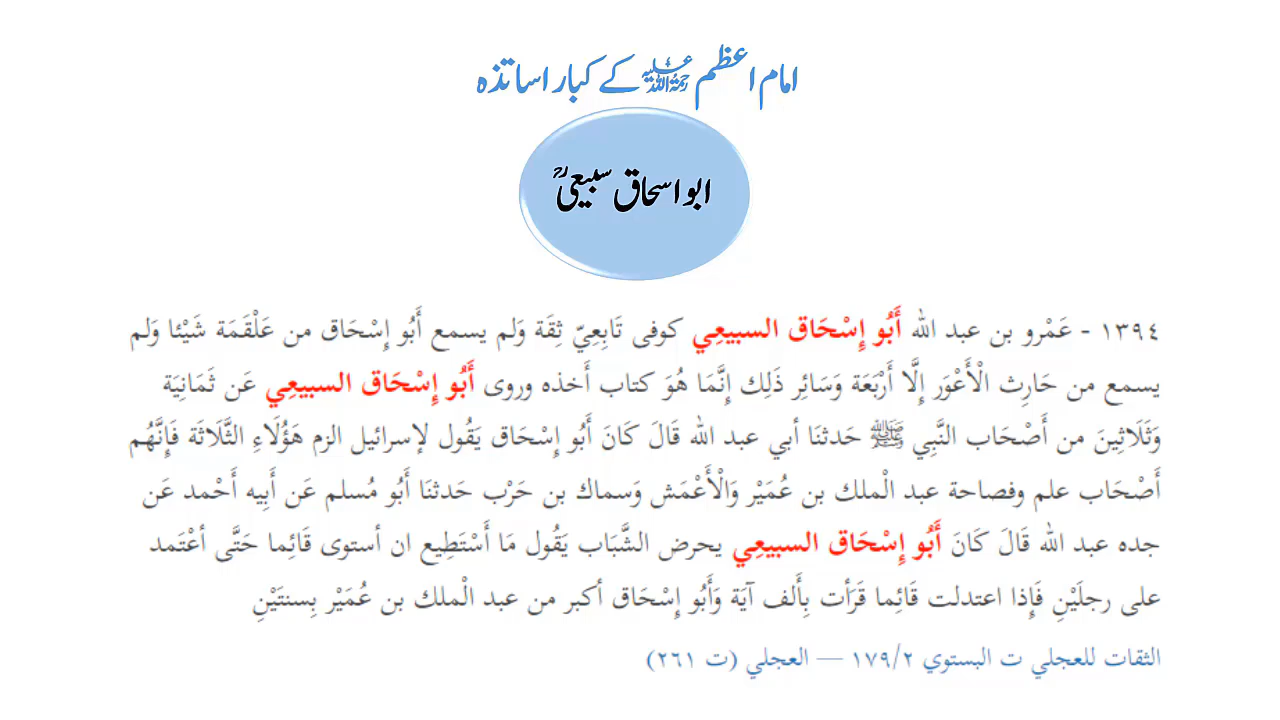 امام اعظم رحمۃ اللہ علیہ کے کبار اساتذہ
ابو اسحاق سبیعیؒ
١٣٩٤ - عَمْرو بن عبد الله أَبُو إِسْحَاق السبيعِي كوفى تَابِعِيّ ثِقَة وَلم يسمع أَبُو إِسْحَاق من عَلْقَمَة شَيْئا وَلم
يسمع من حَارِث الْأَعْوَر إِلَّا أَرْبَعَة وَسَائِر ذَلِك إِنَّمَا هُوَ كتاب أَخذه وروى أَبُو إِسْحَاق السبيعِي عَن ثَمَانِيَة
وَثَلَاثِينَ من أَصْحَاب النَّبِي ﷺ حَدثنَا أبي عبد الله قَالَ كَانَ أَبُو إِسْحَاق يَقُول لإسرائيل الزم هَؤُلَاءِ الثَّلَاثَة فَإِنَّهُم
أَصْحَاب علم وفصاحة عبد الْملك بن عُمَيْر وَالْأَعْمَش وَسماك بن حَرْب حَدثنَا أَبُو مُسلم عَن أَبِيه أَحْمد عَن
جده عبد الله قَالَ كَانَ أَبُو إِسْحَاق السبيعِي يحرض الشَّبَاب يَقُول مَا أَسْتَطِيع ان أستوى قَائِما حَتَّى أعْتَمد
على رجلَيْنِ فَإِذا اعتدلت قَائِما قَرَأت بِأَلف آيَة وَأَبُو إِسْحَاق أكبر من عبد الْملك بن عُمَيْر بِسنتَيْنِ
الثقات للعجلي ت البستوي ١٧٩/٢ — العجلي (ت ٢٦١)